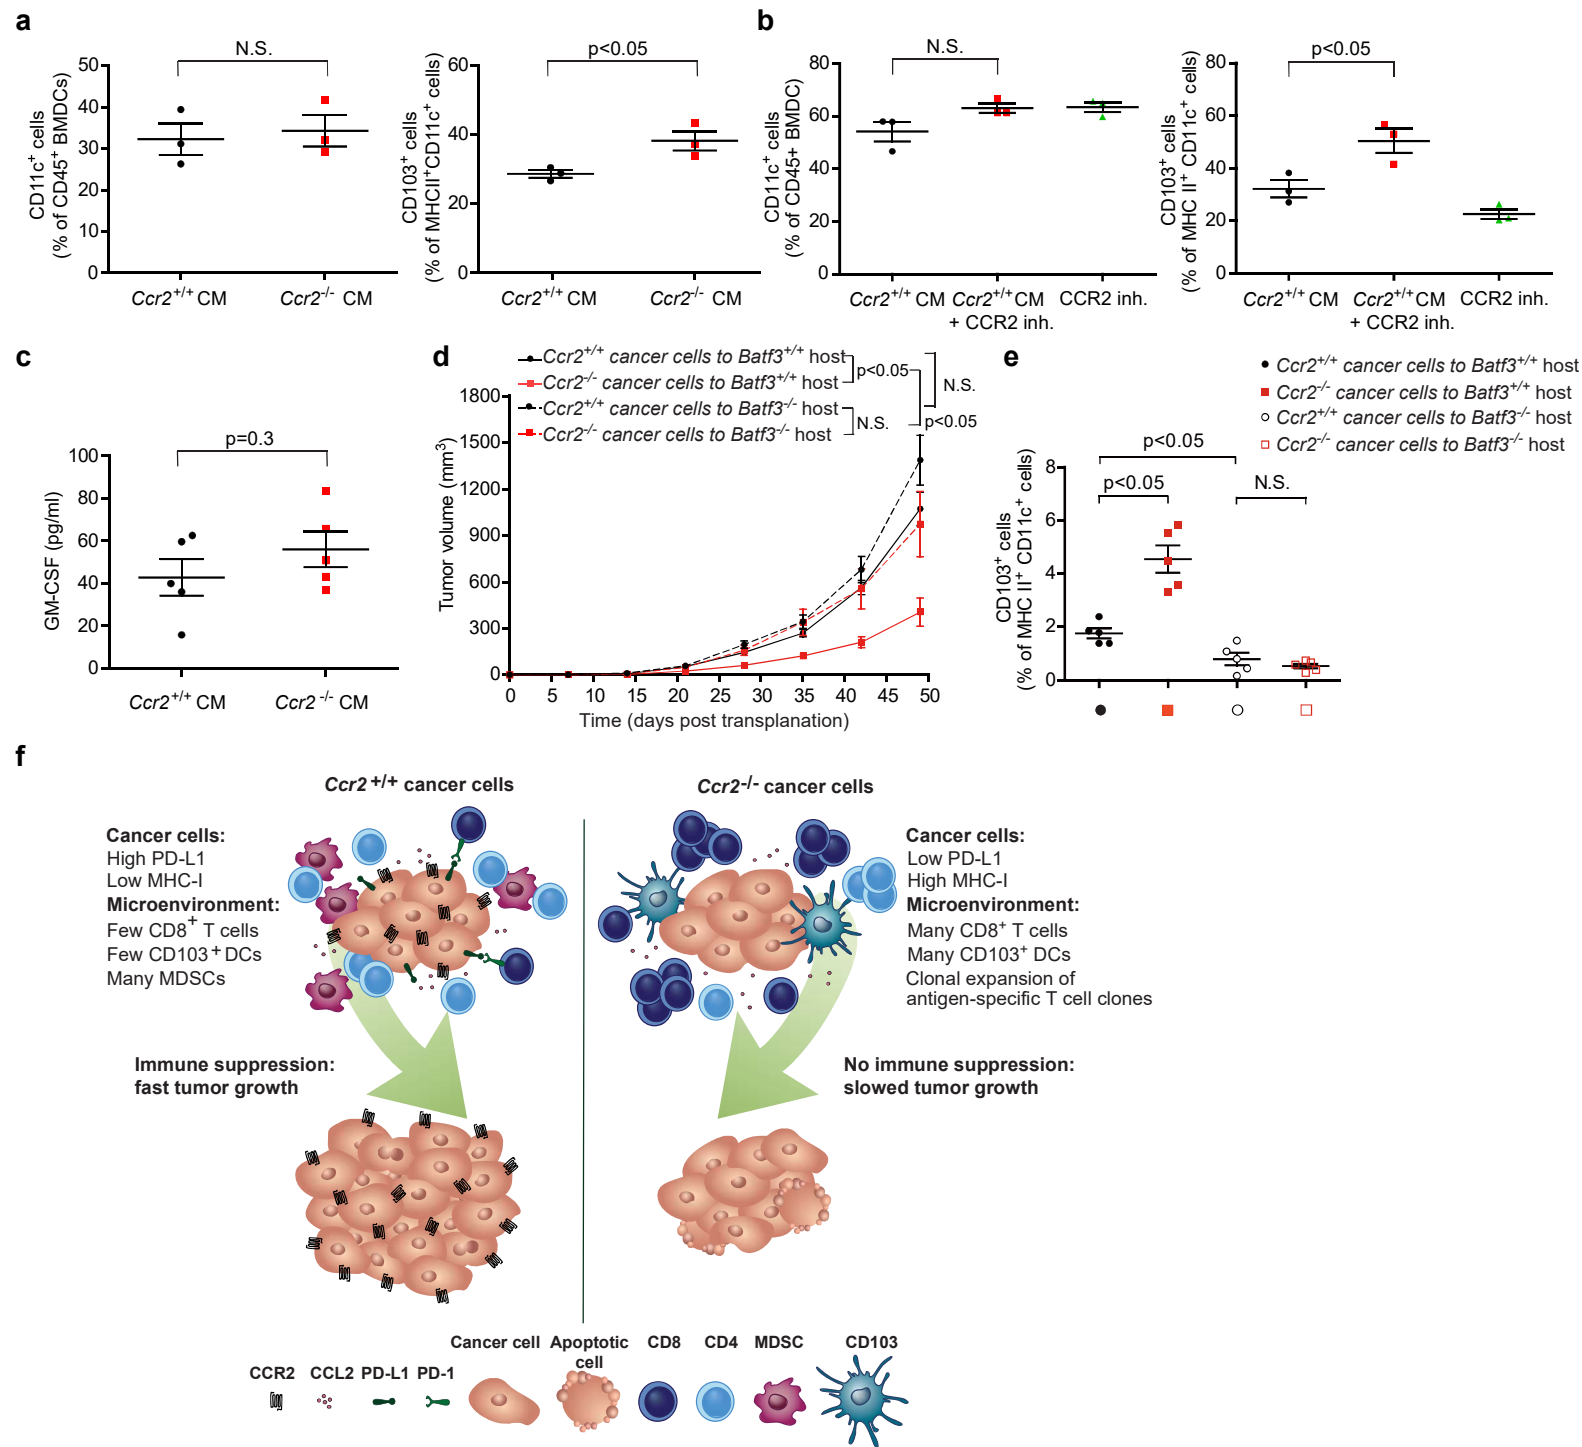 a
N.S.
50
40
30
20
10
0
CD11c+ cells
(% of CD45+ BMDCs)
Ccr2+/+ CM
Ccr2-/- CM
p<0.05
60
40
20
0
CD103+ cells
(% of MHCII+CD11c+ cells)
Ccr2+/+ CM
Ccr2-/- CM
b
N.S.
80
60
40
20
0
CD11c+ cells
(% of CD45+ BMDC)
Ccr2+/+ CM
Ccr2+/+ CM
+ CCR2 inh.
CCR2 inh.
p<0.05
80
60
40
20
0
CD103+ cells
(% of MHC II+ CD11c+ cells)
Ccr2+/+ CM
Ccr2+/+ CM
+ CCR2 inh.
CCR2 inh.
c
p=0.3
100
80
60
40
20
0
GM-CSF (pg/ml)
Ccr2+/+ CM
Ccr2 -/- CM
d
Ccr2+/+ cancer cells to Batf3+/+ host
Ccr2-/- cancer cells to Batf3+/+ host
Ccr2+/+ cancer cells to Batf3-/- host
Ccr2-/- cancer cells to Batf3-/- host
p<0.05
N.S.
N.S.
p<0.05
1800
1500
1200
900
600
300
0
Tumor volume (mm3)
0 5 10 15 20 25 30 35 40 45 50
Time (days post transplanation)
e
Ccr2+/+ cancer cells to Batf3+/+ host
Ccr2-/- cancer cells to Batf3+/+ host
Ccr2+/+ cancer cells to Batf3-/- host
Ccr2-/- cancer cells to Batf3-/- host
p<0.05
p<0.05
N.S.
8
6
4
2
0
CD103+ cells
(% of MHC II+ CD11c+ cells)
f
Ccr2 +/+ cancer cells
Cancer cells:
High PD-L1
Low MHC-I
Microenvironment:
Few CD8+ T cells
Few CD103+ DCs
Many MDSCs
Immune suppression:
fast tumor growth
Ccr2-/- cancer cells
Cancer cells:
Low PD-L1
High MHC-I
Microenvironment:
Many CD8+ T cells
Many CD103+ DCs
Clonal expansion of
antigen-specific T cell clones
No immune suppression:
slowed tumor growth
CCR2
CCL2
PD-L1
PD-1
Cancer cell
Apoptotic
cell
CD8
CD4
MDSC
CD103